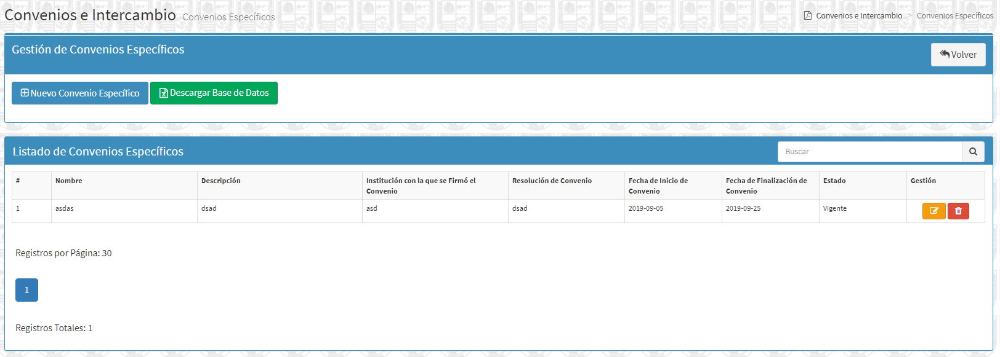 Convenios e Intercambio Convenios Específicos
Convenios e Intercambio > Convenios Específicos
Gestión de Convenios Específicos
Volver
Nuevo Convenio Específico Descargar Base de Datos
Listado de Convenios Específicos
Buscar
# Nombre Descripción Institución con la que se Firmó el Convenio Resolución de Convenio Fecha de Inicio de Convenio Fecha de Finalización de Convenio Estado Gestión
1 asdas dsad asd dsad 2019-09-05 2019-09-25 Vigente
Registros por Página: 30
1
Registros Totales: 1